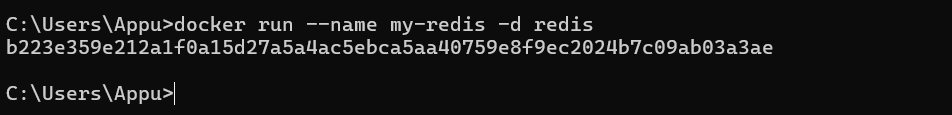 C:\Users\Appu>docker run --name my-redis -d redis
b223e359e212a1f0a15d27a5a4ac5ebca5aa40759e8f9ec2024b7c09ab03a3ae
C:\Users\Appu>